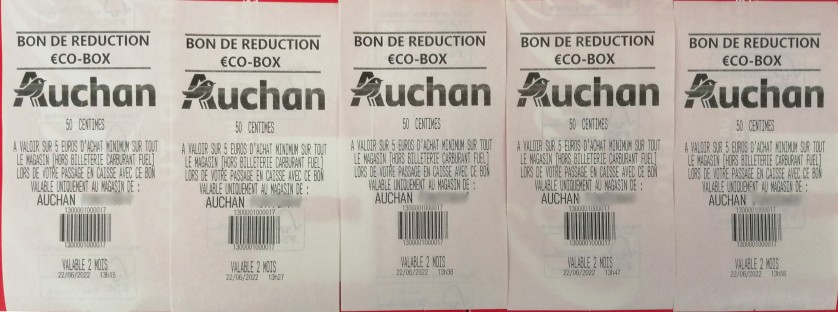 BON DE REDUCTION
€CO-BOX
Auchan
50 CENTIMES
A VALOIR SUR 5 EUROS D'ACHAT MINIMUM SUR TOUT
LE MAGASIN [HORS BILLETERIE CARBURANT FUEL]
LORS DE VOTRE PASSAGE EN CAISSE AVEC CE BON
VALABLE UNIQUEMENT AU MAGASIN DE :
AUCHAN
1300001000017
1300001000017
VALABLE 2 MOIS
22/06/2022 13h15
BON DE REDUCTION
€CO-BOX
Auchan
50 CENTIMES
A VALOIR SUR 5 EUROS D'ACHAT MINIMUM SUR TOUT
LE MAGASIN [HORS BILLETERIE CARBURANT FUEL]
LORS DE VOTRE PASSAGE EN CAISSE AVEC CE BON
VALABLE UNIQUEMENT AU MAGASIN DE :
AUCHAN
1300001000017
1300001000017
VALABLE 2 MOIS
22/06/2022 13h27
BON DE REDUCTION
€CO-BOX
Auchan
50 CENTIMES
A VALOIR SUR 5 EUROS D'ACHAT MINIMUM SUR TOUT
LE MAGASIN [HORS BILLETERIE CARBURANT FUEL]
LORS DE VOTRE PASSAGE EN CAISSE AVEC CE BON
VALABLE UNIQUEMENT AU MAGASIN DE :
AUCHAN
1300001000017
1300001000017
VALABLE 2 MOIS
22/06/2022
BON DE REDUCTION
€CO-BOX
Auchan
50 CENTIMES
A VALOIR SUR 5 EUROS D'ACHAT MINIMUM SUR TOUT
LE MAGASIN [HORS BILLETERIE CARBURANT FUEL]
LORS DE VOTRE PASSAGE EN CAISSE AVEC CE BON
VALABLE UNIQUEMENT AU MAGASIN DE :
AUCHAN
1300001000017
1300001000017
VALABLE 2 MOIS
22/06/2022 13h47
BON DE REDUCTION
€CO-BOX
Auchan
50 CENTIMES
A VALOIR SUR 5 EUROS D'ACHAT MINIMUM SUR TOUT
LE MAGASIN [HORS BILLETERIE CARBURANT FUEL]
LORS DE VOTRE PASSAGE EN CAISSE AVEC CE BON
VALABLE UNIQUEMENT AU MAGASIN DE :
AUCHAN
1300001000017
1300001000017
VALABLE 2 MOIS
22/06/2022